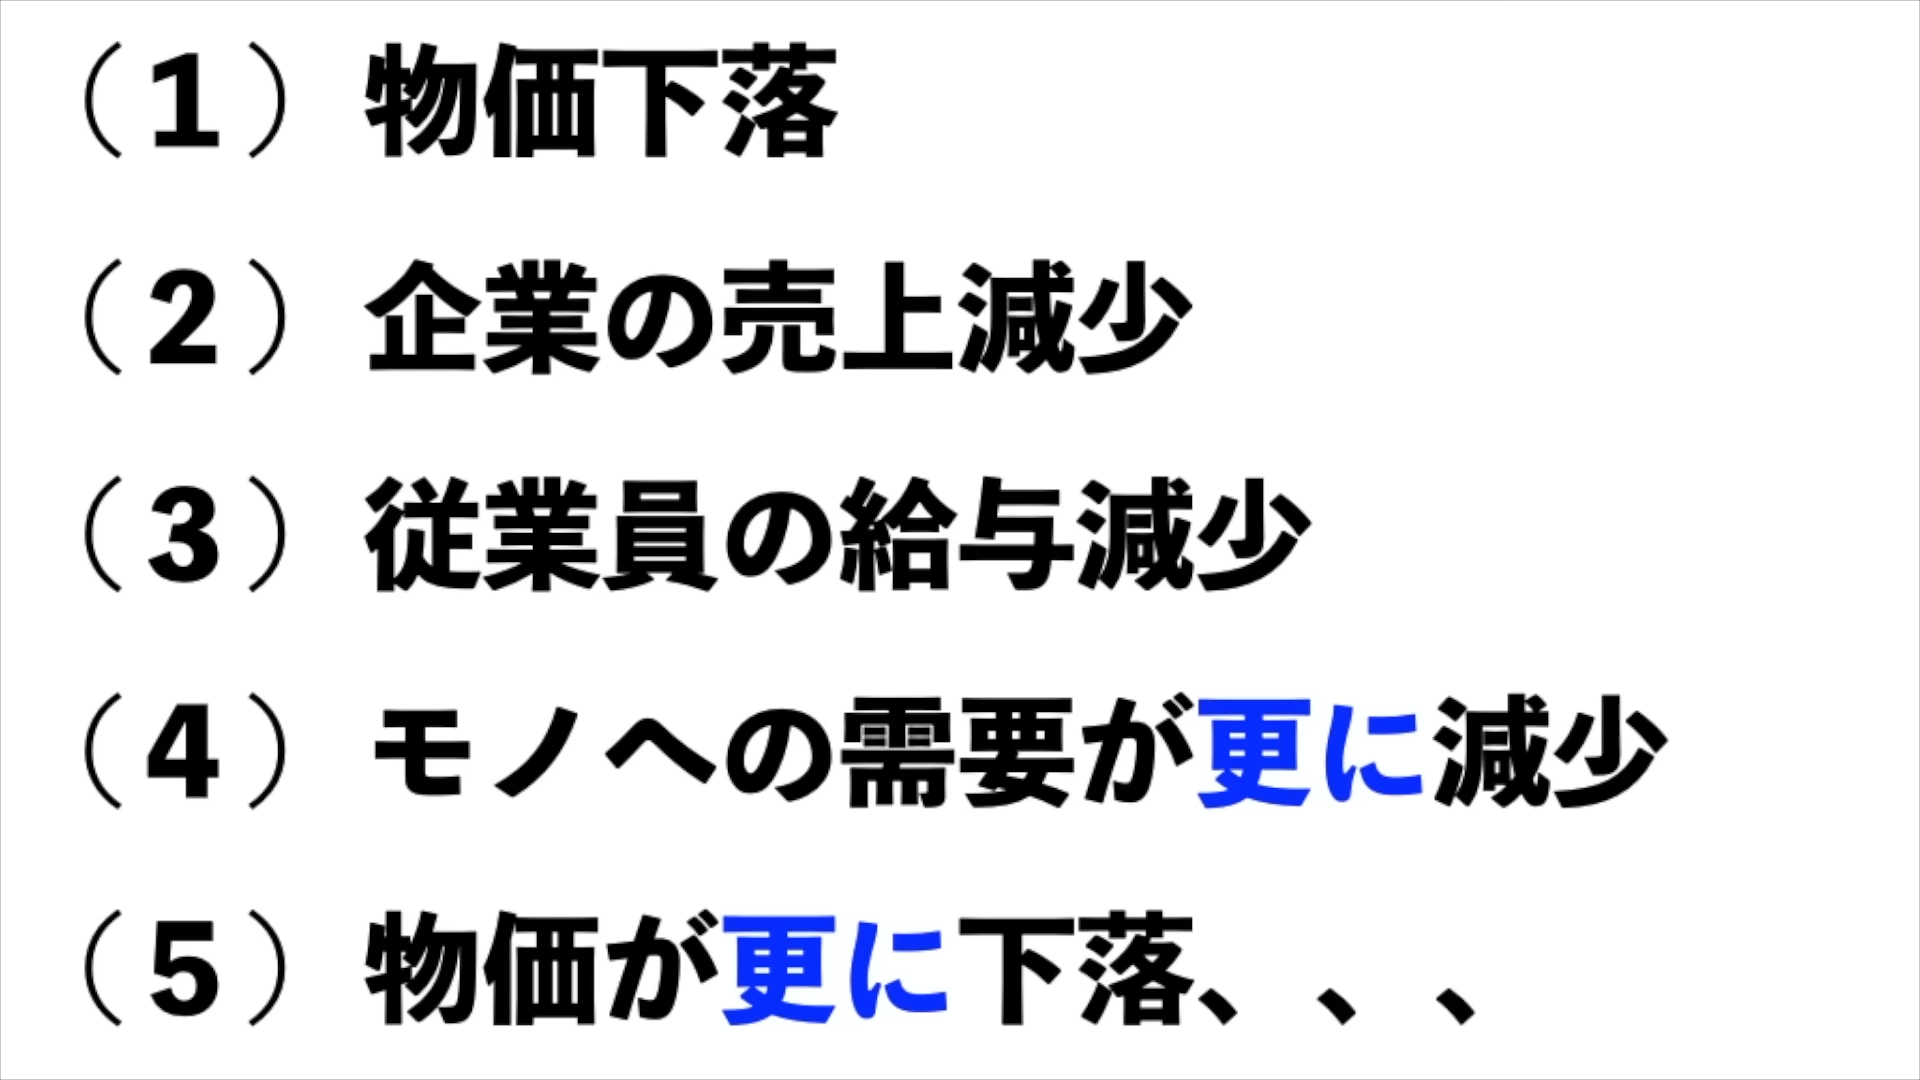 （1）物価下落
（2）企業の売上減少
（3）従業員の給与減少
（4）モノへの需要が更に減少
（5）物価が更に下落、、、